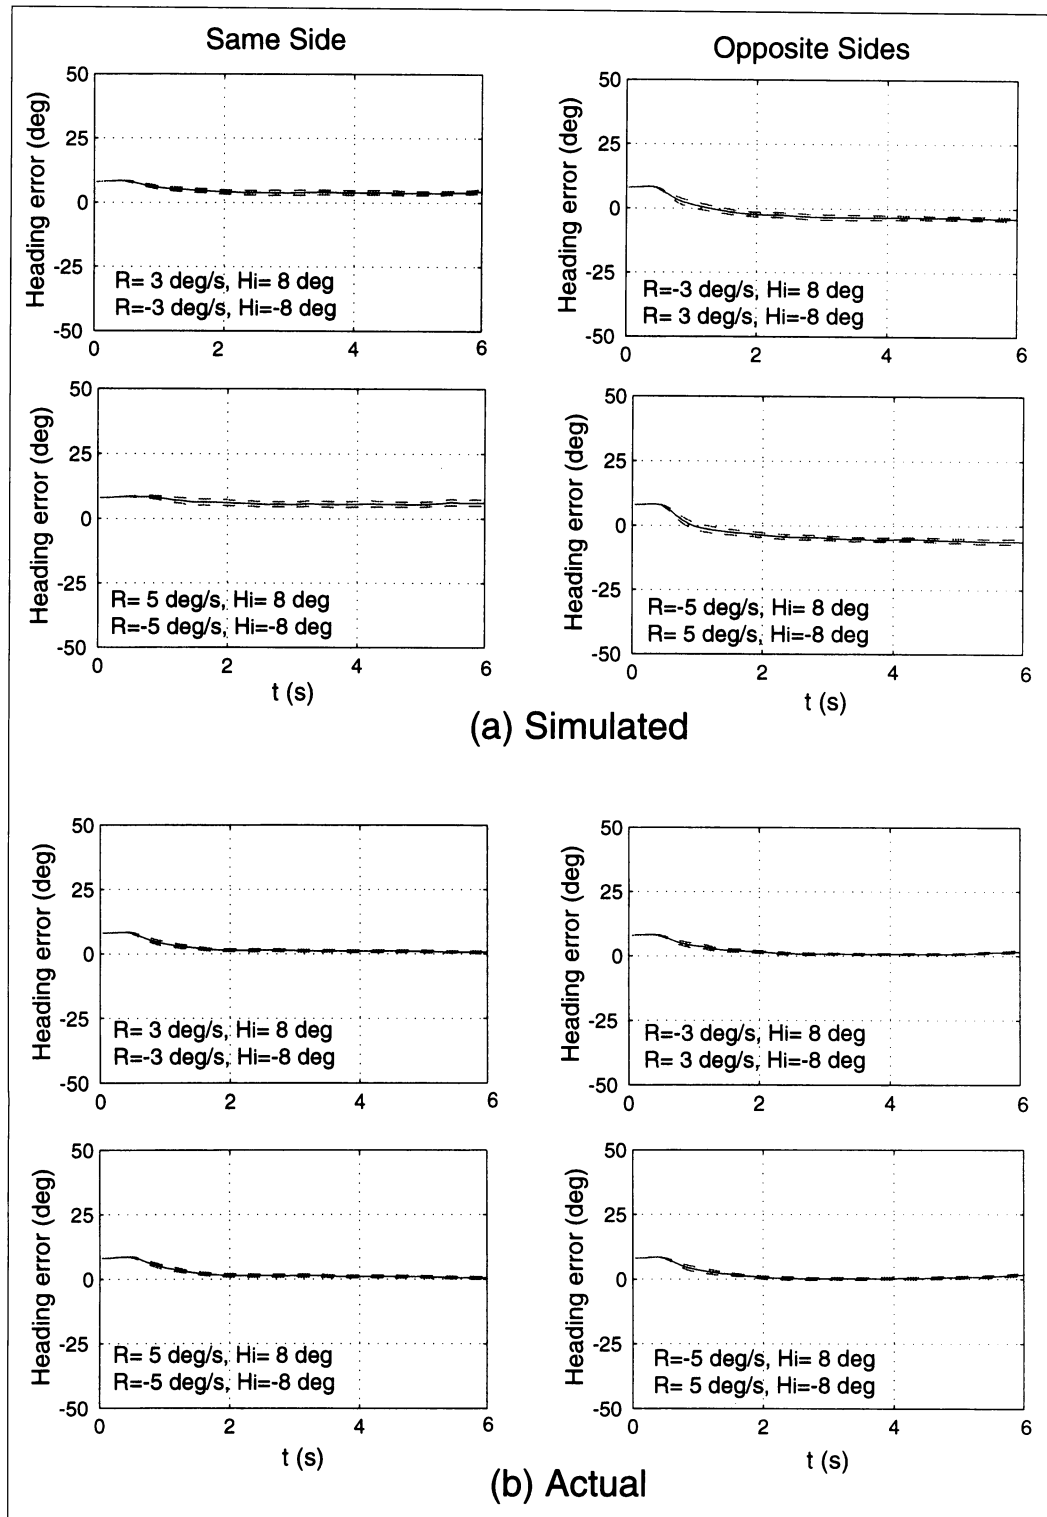 Same Side
Opposite Sides
Heading error (deg)
50
25
0
-25
-50
R= 3 deg/s, Hi= 8 deg
R=-3 deg/s, Hi=-8 deg
0 2 4 6
Heading error (deg)
50
25
0
-25
-50
R=-3 deg/s, Hi= 8 deg
R= 3 deg/s, Hi=-8 deg
0 2 4 6
Heading error (deg)
50
25
0
-25
-50
R= 5 deg/s, Hi= 8 deg
R=-5 deg/s, Hi=-8 deg
0 2 4 6
t (s)
Heading error (deg)
50
25
0
-25
-50
R=-5 deg/s, Hi= 8 deg
R= 5 deg/s, Hi=-8 deg
0 2 4 6
t (s)
(a) Simulated
Heading error (deg)
50
25
0
-25
-50
R= 3 deg/s, Hi= 8 deg
R=-3 deg/s, Hi=-8 deg
0 2 4 6
Heading error (deg)
50
25
0
-25
-50
R=-3 deg/s, Hi= 8 deg
R= 3 deg/s, Hi=-8 deg
0 2 4 6
Heading error (deg)
50
25
0
-25
-50
R= 5 deg/s, Hi= 8 deg
R=-5 deg/s, Hi=-8 deg
0 2 4 6
t (s)
Heading error (deg)
50
25
0
-25
-50
R=-5 deg/s, Hi= 8 deg
R= 5 deg/s, Hi=-8 deg
0 2 4 6
t (s)
(b) Actual